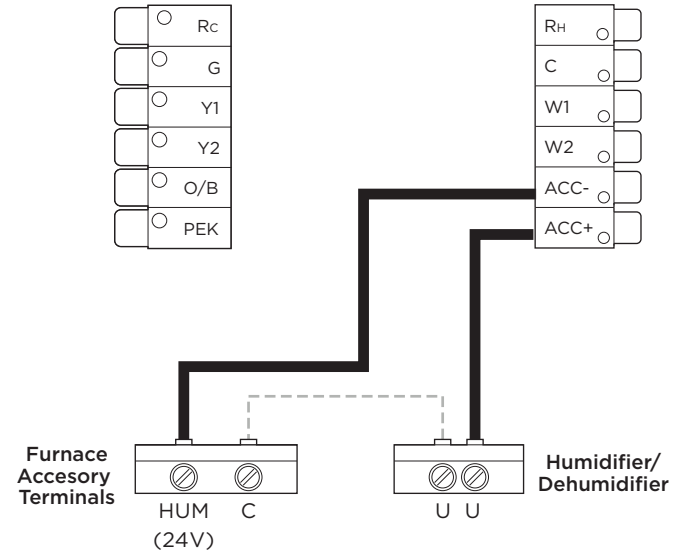 Rc
G
Y1
Y2
O/B
PEK
RH
C
W1
W2
ACC-
ACC+
Furnace
Accesory
Terminals
HUM C
(24V)
U U
Humidifier/
Dehumidifier